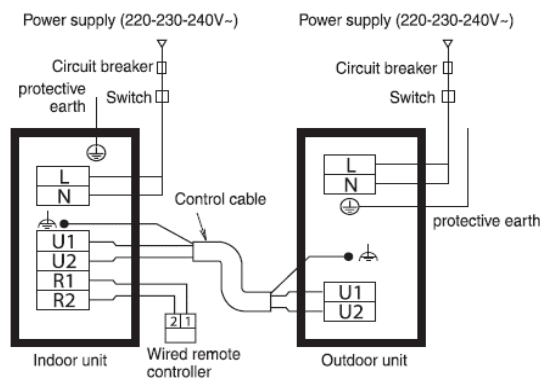 Power supply (220-230-240V~)
Circuit breaker
protective
earth
Switch
L
N
Control cable
U1
U2
R1
R2
2 1
Indoor unit
Wired remote
controller
Power supply (220-230-240V~)
Circuit breaker
Switch
L
N
protective earth
U1
U2
Outdoor unit